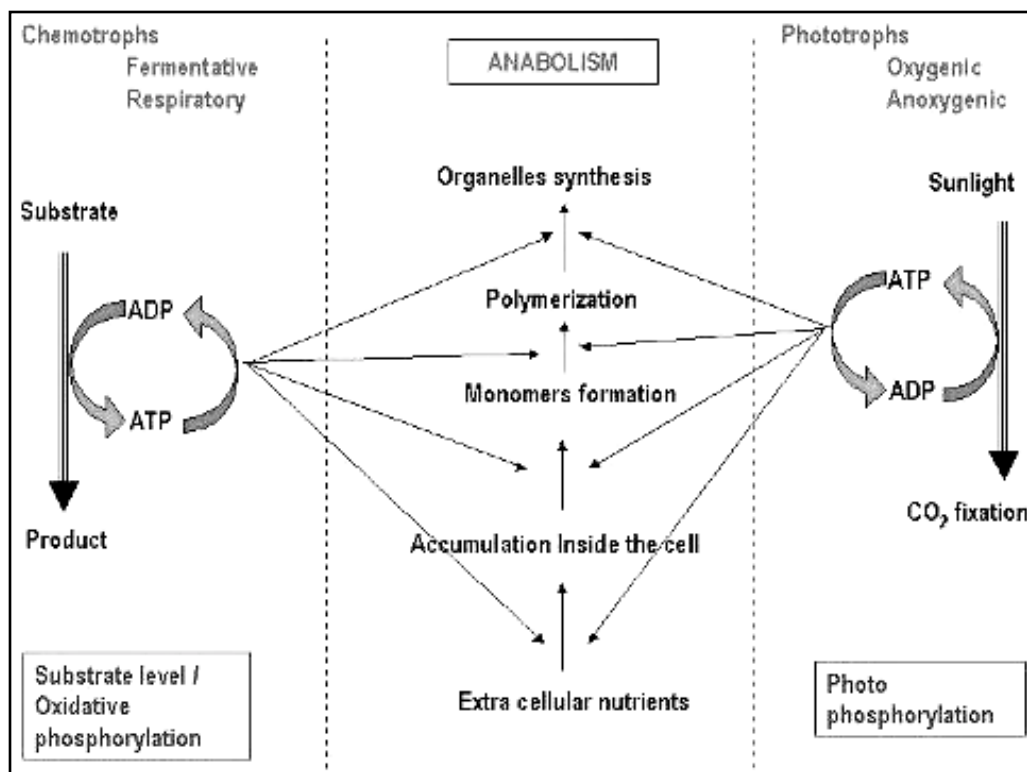 Chemotrophs
Fermentative
Respiratory
ANABOLISM
Phototrophs
Oxygenic
Anoxygenic
Organelles synthesis
Sunlight
Substrate
ATP
Polymerization
ADP
Monomers formation
ADP
ATP
CO₂ fixation
Product
Accumulation Inside the cell
Substrate level /
Oxidative
phosphorylation
Extra cellular nutrients
Photo
phosphorylation